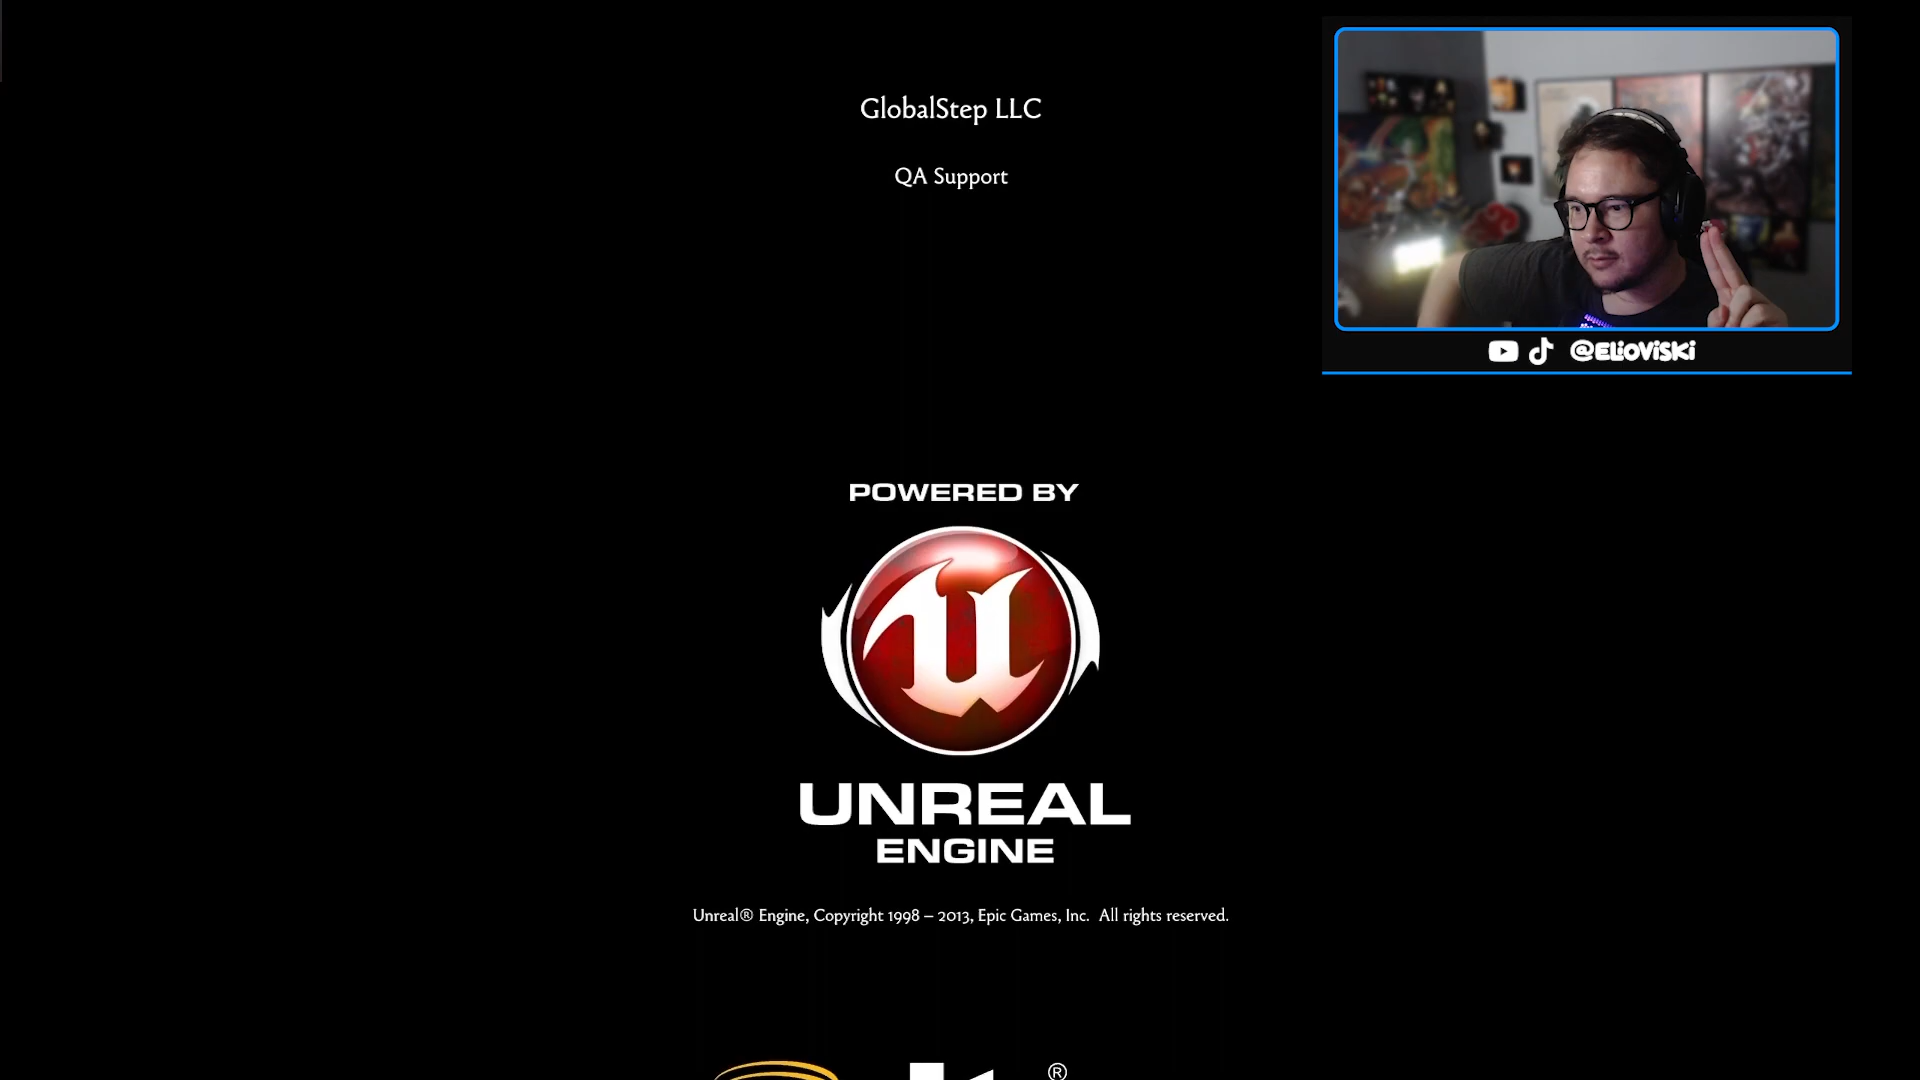 GlobalStep LLC
QA Support
@ELiOViSKi
POWERED BY
UNREAL
ENGINE
Unreal® Engine, Copyright 1998 – 2013, Epic Games, Inc. All rights reserved.
®